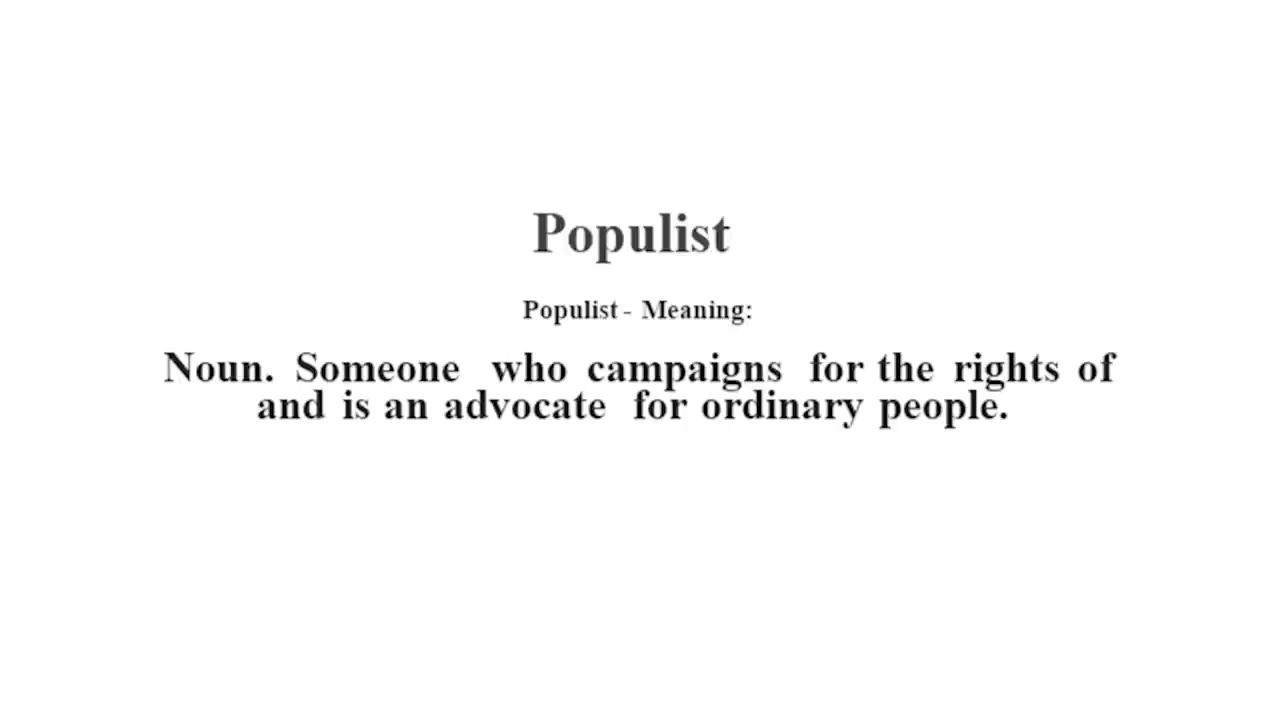 Populist
Populist - Meaning:
Noun. Someone who campaigns for the rights of
and is an advocate for ordinary people.